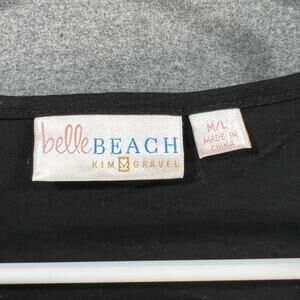 belle BEACH
KIM GRAVEL
M/L
MADE IN
CHINA